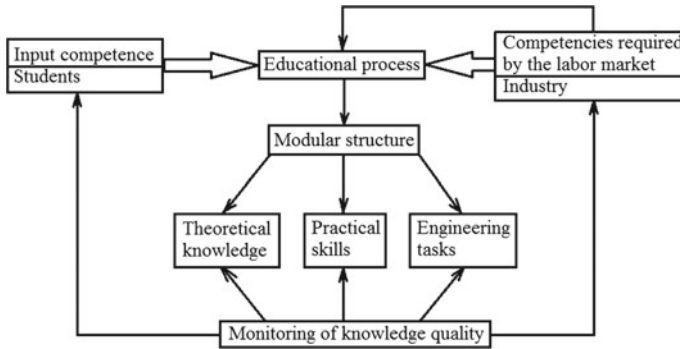 Input competence
Students
Educational process
Competencies required
by the labor market
Industry
Modular structure
Theoretical
knowledge
Practical
skills
Engineering
tasks
Monitoring of knowledge quality